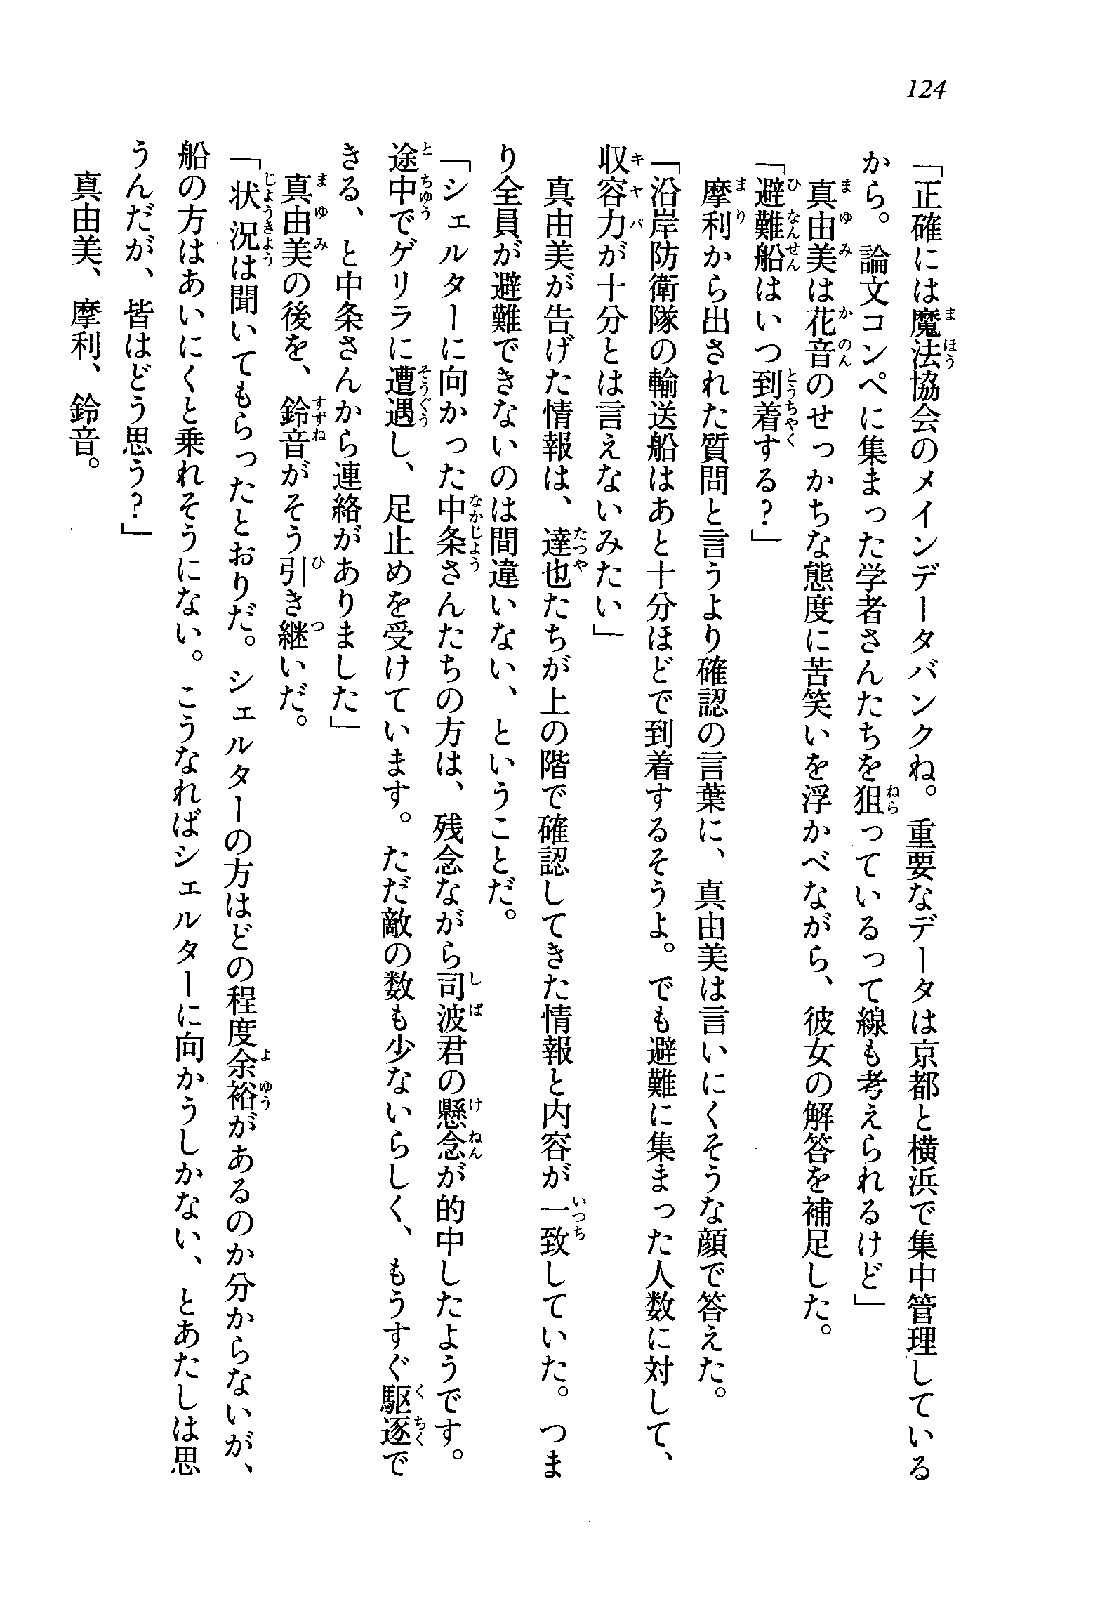 124
「正確には魔法協会のメインデータバンクね。重要なデータは京都と横浜で集中管理している
から。論文コンペに集まった学者さんたちを狙っているって線も考えられるけど」
真由美は花音のせっかちな態度に苦笑いを浮かべながら、彼女の解答を補足した。
「避難船はいつ到着する？」
摩利から出された質問と言うより確認の言葉に、真由美は言いにくそうな顔で答えた。
「沿岸防衛隊の輸送船はあと十分ほどで到着するそうよ。でも避難に集まった人数に対して、
収容力が十分とは言えないみたい」
真由美が告げた情報は、達也たちが上の階で確認してきた情報と内容が一致していた。つま
り全員が避難できないのは間違いない、ということだ。
「シェルターに向かった中条さんたちの方は、残念ながら司波君の懸念が的中したようです。
途中でゲリラに遭遇し、足止めを受けています。ただ敵の数も少ないらしく、もうすぐ駆逐で
きる、と中条さんから連絡がありました」
真由美の後を、鈴音がそう引き継いだ。
「状況は聞いてもらったとおりだ。シェルターの方はどの程度余裕があるのか分からないが、
船の方はあいにくと乗れそうにない。こうなればシェルターに向かうしかない、とあたしは思
うんだが、皆はどう思う？」
真由美、摩利、鈴音。